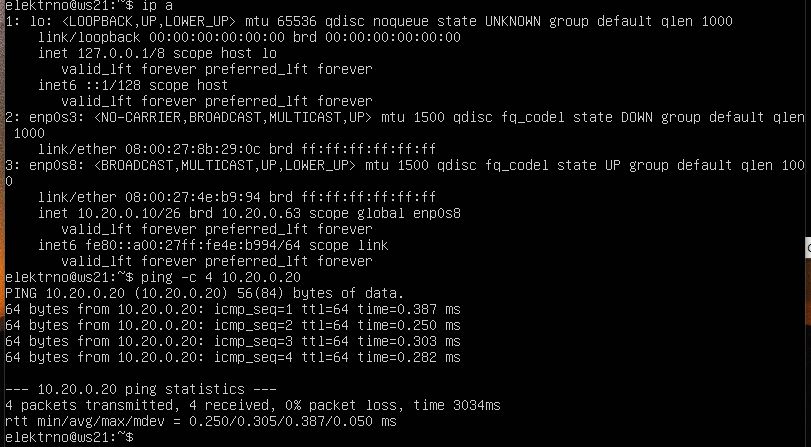 elektrno@ws21:~$ ip a
1: lo: <LOOPBACK,UP,LOWER_UP> mtu 65536 qdisc noqueue state UNKNOWN group default qlen 1000
    link/loopback 00:00:00:00:00:00 brd 00:00:00:00:00:00
    inet 127.0.0.1/8 scope host lo
       valid_lft forever preferred_lft forever
    inet6 ::1/128 scope host
       valid_lft forever preferred_lft forever
2: enp0s3: <NO-CARRIER,BROADCAST,MULTICAST,UP> mtu 1500 qdisc fq_codel state DOWN group default qlen
 1000
    link/ether 08:00:27:8b:29:0c brd ff:ff:ff:ff:ff:ff
3: enp0s8: <BROADCAST,MULTICAST,UP,LOWER_UP> mtu 1500 qdisc fq_codel state UP group default qlen 100
0
    link/ether 08:00:27:4e:b9:94 brd ff:ff:ff:ff:ff:ff
    inet 10.20.0.10/26 brd 10.20.0.63 scope global enp0s8
       valid_lft forever preferred_lft forever
    inet6 fe80::a00:27ff:fe4e:b994/64 scope link
       valid_lft forever preferred_lft forever
elektrno@ws21:~$ ping -c 4 10.20.0.20
PING 10.20.0.20 (10.20.0.20) 56(84) bytes of data.
64 bytes from 10.20.0.20: icmp_seq=1 ttl=64 time=0.387 ms
64 bytes from 10.20.0.20: icmp_seq=2 ttl=64 time=0.250 ms
64 bytes from 10.20.0.20: icmp_seq=3 ttl=64 time=0.303 ms
64 bytes from 10.20.0.20: icmp_seq=4 ttl=64 time=0.282 ms

--- 10.20.0.20 ping statistics ---
4 packets transmitted, 4 received, 0% packet loss, time 3034ms
rtt min/avg/max/mdev = 0.250/0.305/0.387/0.050 ms
elektrno@ws21:~$